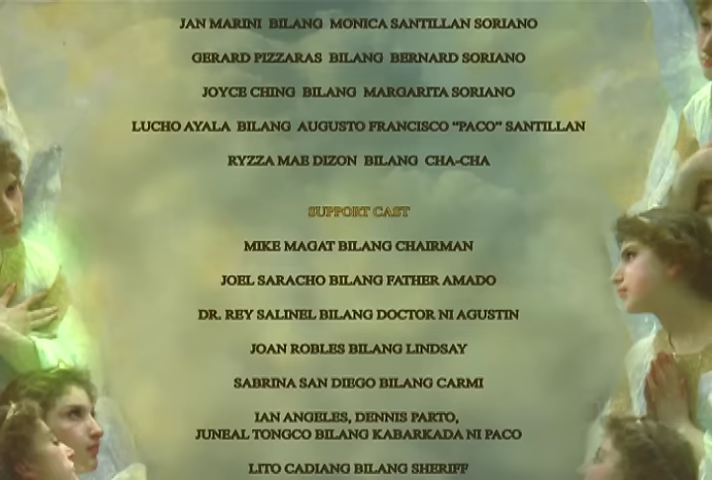 JAN MARINI BILANG MONICA SANTILLAN SORIANO
GERARD PIZZARAS BILANG BERNARD SORIANO
JOYCE CHING BILANG MARGARITA SORIANO
LUCHO AYALA BILANG AUGUSTO FRANCISCO “PACO” SANTILLAN
RYZZA MAE DIZON BILANG CHA-CHA
SUPPORT CAST
MIKE MAGAT BILANG CHAIRMAN
JOEL SARACHO BILANG FATHER AMADO
DR. REY SALINEL BILANG DOCTOR NI AGUSTIN
JOAN ROBLES BILANG LINDSAY
SABRINA SAN DIEGO BILANG CARMI
IAN ANGELES, DENNIS PARTO,
JUNEAL TONGCO BILANG KABARKADA NI PACO
LITO CADIANG BILANG SHERIFF